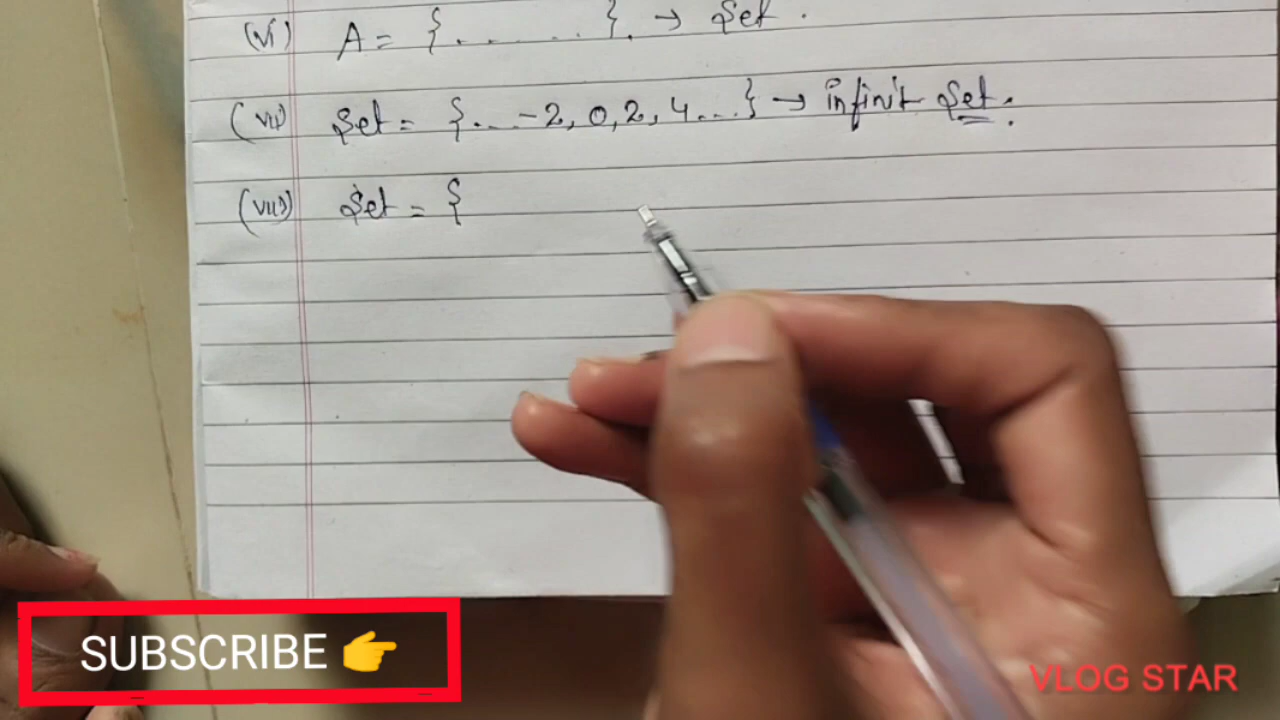 (vi) A = { . . . . . . }. → Set .
(vii) Set = { . . . -2, 0, 2, 4 . . . } → infinit Set .
(viii) Set = {
SUBSCRIBE 👉
VLOG STAR